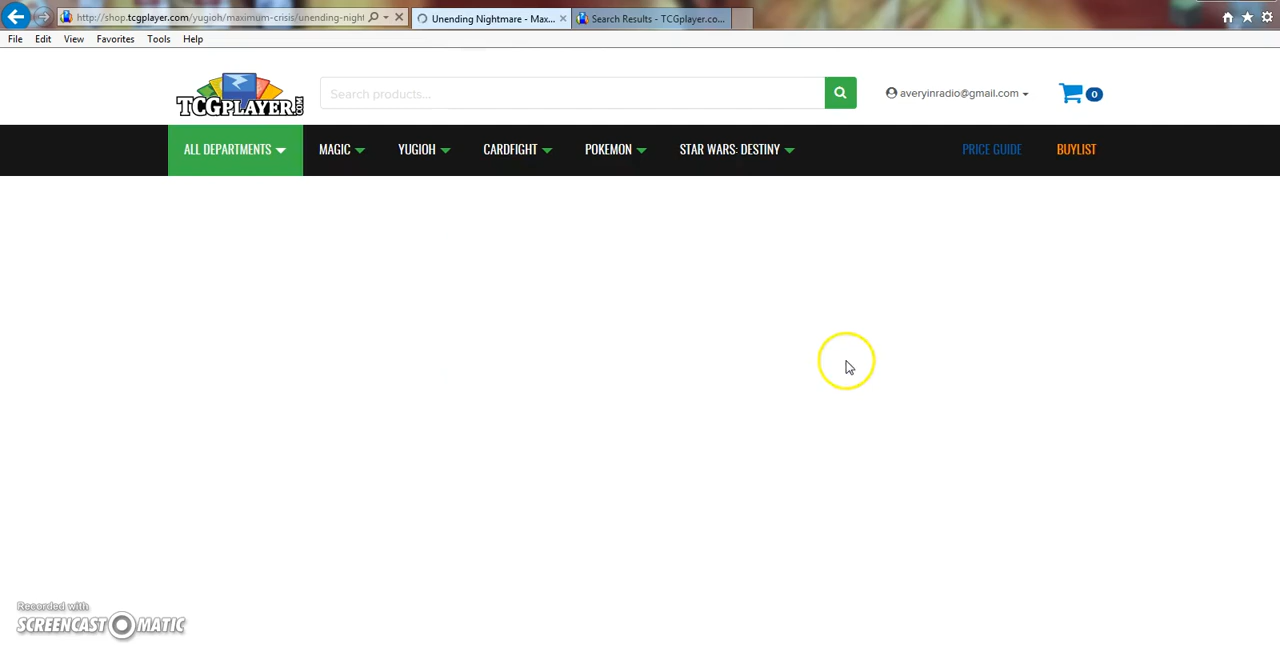 http://shop.tcgplayer.com/yugioh/maximum-crisis/unending-night
Unending Nightmare - Max...
Search Results - TCGplayer.co...
File Edit View Favorites Tools Help
TCGPLAYER.COM
Search products...
averyinradio@gmail.com
0
ALL DEPARTMENTS MAGIC YUGIOH CARDFIGHT POKEMON STAR WARS: DESTINY PRICE GUIDE BUYLIST
Recorded with
SCREENCAST MATIC